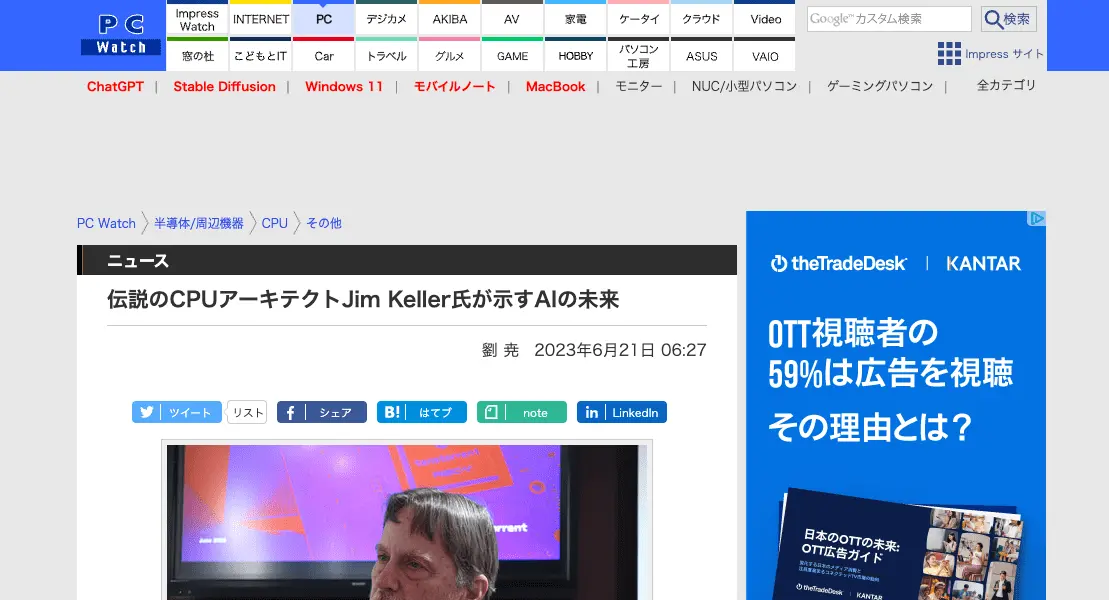 PC Watch
Impress Watch
INTERNET
PC
デジカメ
AKIBA
AV
家電
ケータイ
クラウド
Video
Google™カスタム検索
検索
窓の杜
こどもとIT
Car
トラベル
グルメ
GAME
HOBBY
パソコン工房
ASUS
VAIO
Impress サイト
ChatGPT | Stable Diffusion | Windows 11 | モバイルノート | MacBook | モニター | NUC/小型パソコン | ゲーミングパソコン | 全カテゴリ
PC Watch 半導体/周辺機器 CPU その他
ニュース
伝説のCPUアーキテクトJim Keller氏が示すAIの未来
劉 尭 2023年6月21日 06:27
ツイート
リスト
シェア
B! はてブ
note
in LinkedIn
theTradeDesk | KANTAR
OTT視聴者の
59%は広告を視聴
その理由とは？
日本のOTTの未来:
OTT広告ガイド
theTradeDesk | KANTAR